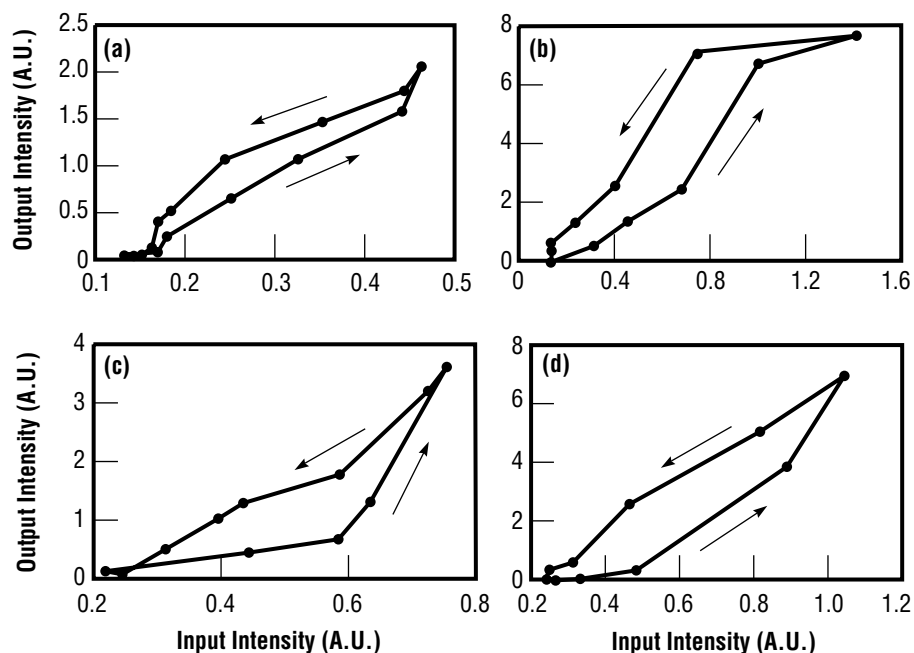 (a)
Output Intensity (A.U.)
2.5
2.0
1.5
1.0
0.5
0
0.1 0.2 0.3 0.4 0.5
(b)
8
6
4
2
0
0 0.4 0.8 1.2 1.6
(c)
Output Intensity (A.U.)
4
3
2
1
0
0.2 0.4 0.6 0.8
Input Intensity (A.U.)
(d)
8
6
4
2
0
0.2 0.4 0.6 0.8 1.0 1.2
Input Intensity (A.U.)